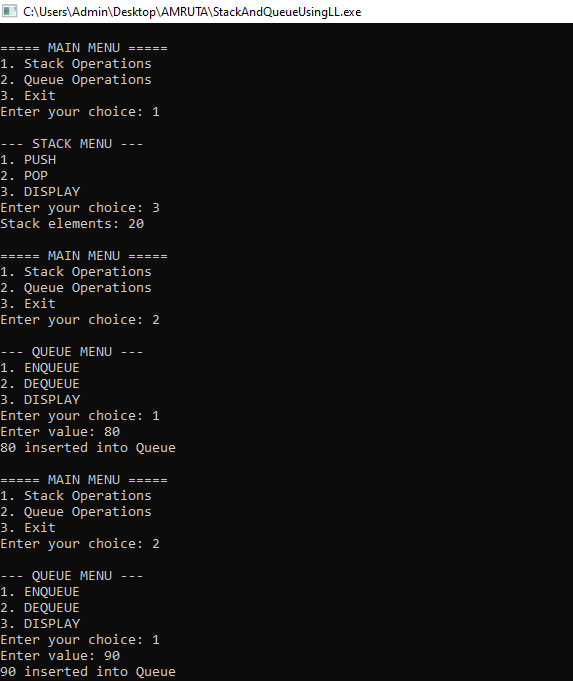 C:\Users\Admin\Desktop\AMRUTA\StackAndQueueUsingLL.exe
===== MAIN MENU =====
1. Stack Operations
2. Queue Operations
3. Exit
Enter your choice: 1
--- STACK MENU ---
1. PUSH
2. POP
3. DISPLAY
Enter your choice: 3
Stack elements: 20
===== MAIN MENU =====
1. Stack Operations
2. Queue Operations
3. Exit
Enter your choice: 2
--- QUEUE MENU ---
1. ENQUEUE
2. DEQUEUE
3. DISPLAY
Enter your choice: 1
Enter value: 80
80 inserted into Queue
===== MAIN MENU =====
1. Stack Operations
2. Queue Operations
3. Exit
Enter your choice: 2
--- QUEUE MENU ---
1. ENQUEUE
2. DEQUEUE
3. DISPLAY
Enter your choice: 1
Enter value: 90
90 inserted into Queue